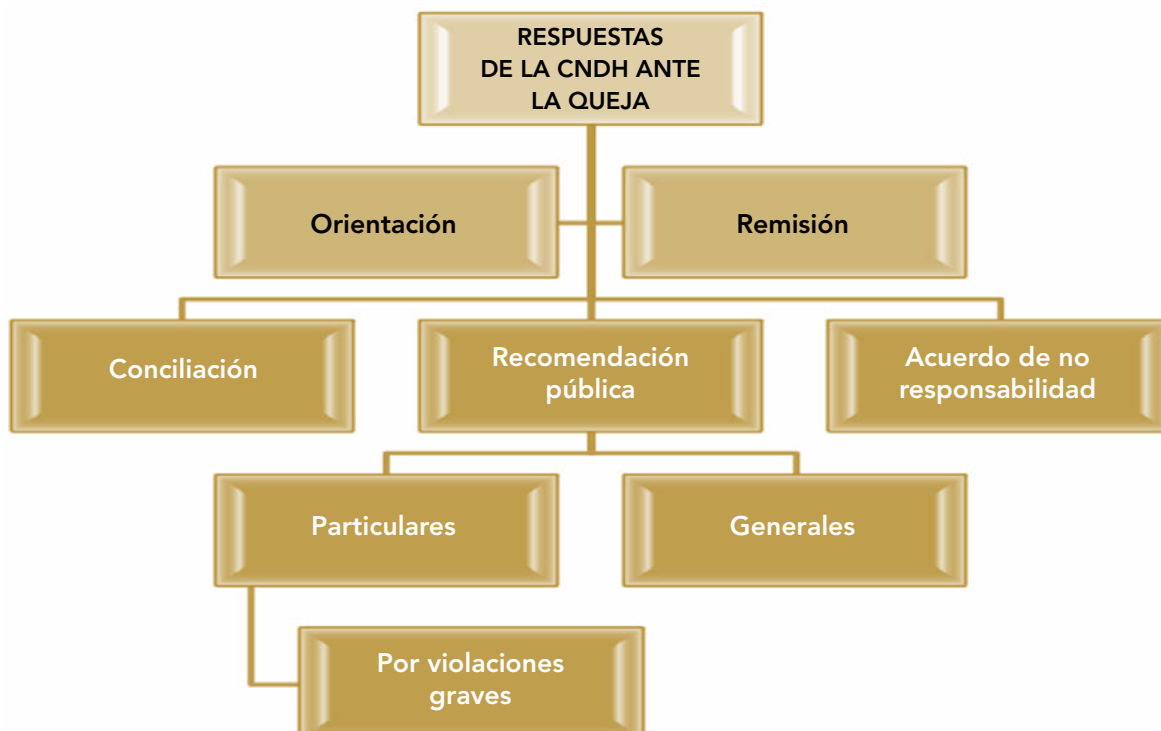 RESPUESTAS
DE LA CNDH ANTE
LA QUEJA
Orientación
Remisión
Conciliación
Recomendación
pública
Acuerdo de no
responsabilidad
Particulares
Generales
Por violaciones
graves